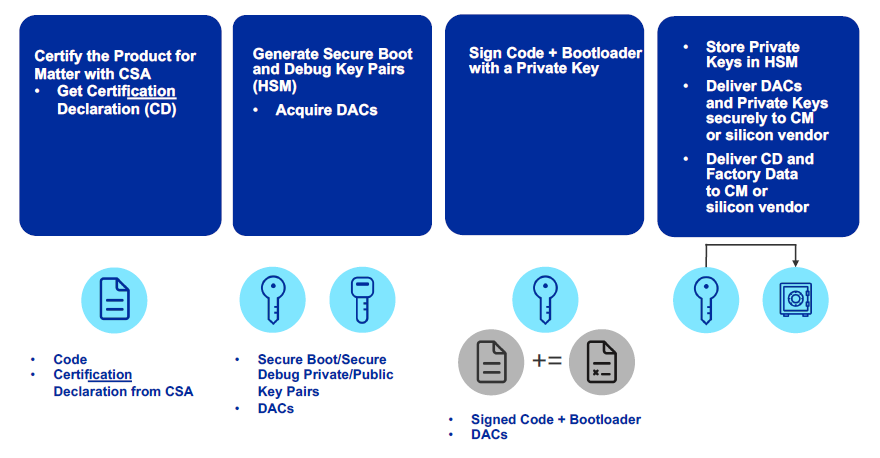 Certify the Product for
Matter with CSA
• Get Certification
Declaration (CD)
Generate Secure Boot
and Debug Key Pairs
(HSM)
• Acquire DACs
Sign Code + Bootloader
with a Private Key
• Store Private
Keys in HSM
• Deliver DACs
and Private Keys
securely to CM
or silicon vendor
• Deliver CD and
Factory Data
to CM or
silicon vendor
• Code
• Certification
Declaration from CSA
• Secure Boot/Secure
Debug Private/Public
Key Pairs
• DACs
+=
• Signed Code + Bootloader
• DACs